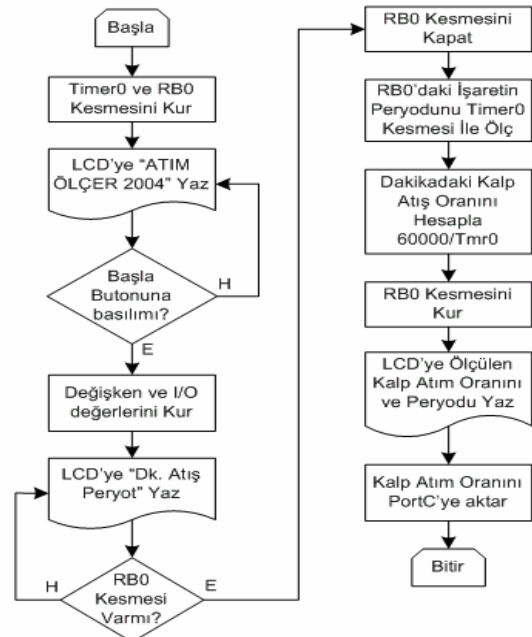 Başla
Timer0 ve RB0
Kesmesini Kur
LCD'ye "ATIM
ÖLÇER 2004" Yaz
Başla
Butonuna
basılımı?
H
E
Değişken ve I/O
değerlerini Kur
LCD'ye "Dk. Atış
Peryot" Yaz
RB0
Kesmesi
Varmı?
H
E
RB0 Kesmesini
Kapat
RB0'daki İşaretin
Peryodunu Timer0
Kesmesi İle Ölç
Dakikadaki Kalp
Atış Oranını
Hesapla
60000/Tmr0
RB0 Kesmesini
Kur
LCD'ye Ölçülen
Kalp Atım Oranını
ve Peryodu Yaz
Kalp Atım Oranını
PortC'ye aktar
Bitir